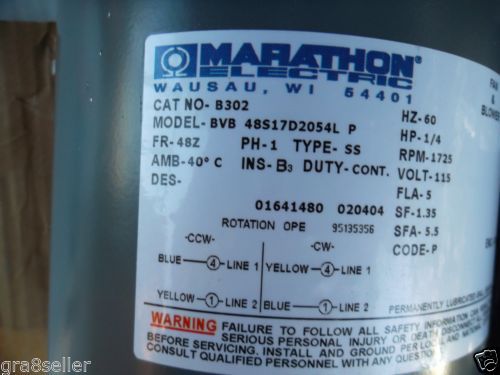 MARATHON
ELECTRIC
WAUSAU, WI 54401
FAN
&
BLOWER
CAT NO- B302
MODEL- BVB 48S17D2054L P
FR-48Z PH-1 TYPE- SS
AMB-40° C INS-B3 DUTY-CONT.
DES-
HZ-60
HP-1/4
RPM-1725
VOLT-115
FLA-5
SF-1.35
SFA-5.5
CODE-P
01641480 020404
ROTATION OPE 95135356
-CCW- -CW-
BLUE 4 LINE 1 YELLOW 4 LINE 1
YELLOW 1 LINE 2 BLUE 1 LINE 2
PERMANENTLY LUBRICATED
WARNING FAILURE TO FOLLOW ALL SAFETY INFORMATION
SERIOUS PERSONAL INJURY OR DEATH DISCONNECT
BEFORE SERVICING. INSTALL AND GROUND PER LOCAL AND
CONSULT QUALIFIED PERSONNEL WITH ANY QUESTION
gra8seller